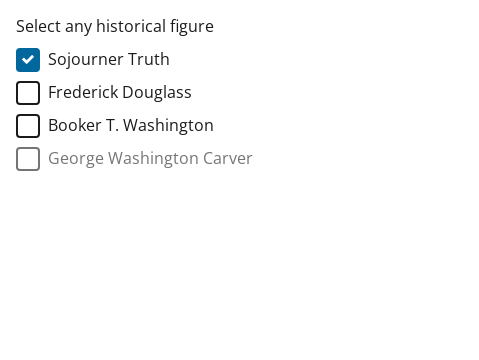 Select any historical figure
Sojourner Truth
Frederick Douglass
Booker T. Washington
George Washington Carver